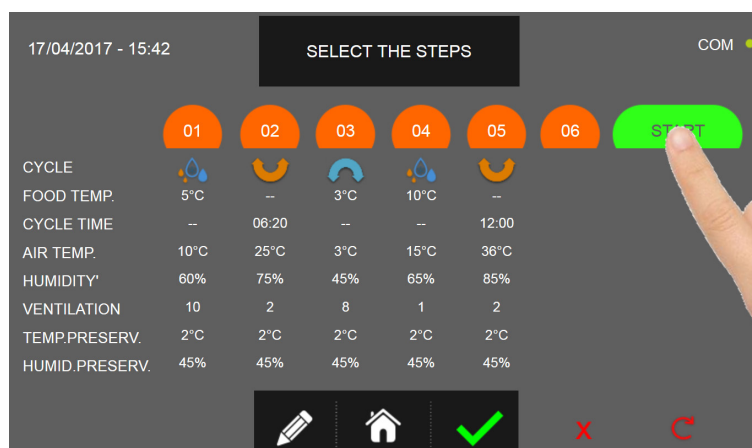 17/04/2017 - 15:42 SELECT THE STEPS COM
01 02 03 04 05 06 START
CYCLE
FOOD TEMP. 5°C -- 3°C 10°C --
CYCLE TIME -- 06:20 -- -- 12:00
AIR TEMP. 10°C 25°C 3°C 15°C 36°C
HUMIDITY' 60% 75% 45% 65% 85%
VENTILATION 10 2 8 1 2
TEMP.PRESERV. 2°C 2°C 2°C 2°C 2°C
HUMID.PRESERV. 45% 45% 45% 45% 45%
X